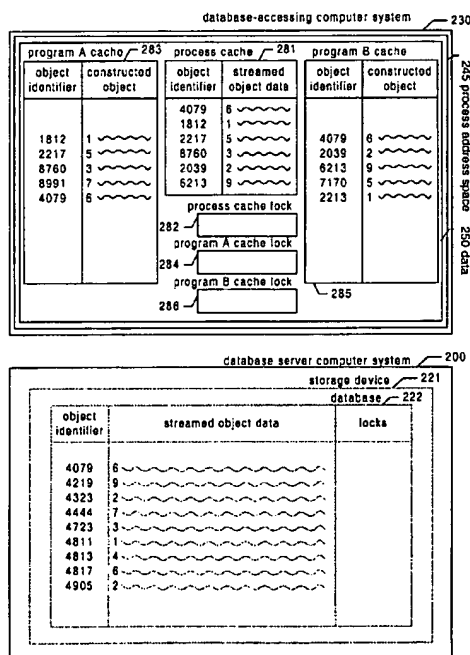 database-accessing computer system 230
program A cache 283
process cache 281
program B cache
object identifier constructed object
1812 1
2217 5
8760 3
8991 7
4079 6
object identifier streamed object data
4079 6
1812 1
2217 5
8760 3
2039 2
6213 9
object identifier constructed object
4079 6
2039 2
6213 9
7170 5
2213 1
process cache lock
282
program A cache lock
284
program B cache lock
286
285
245 process address space
250 data
database server computer system 200
storage device 221
database 222
object identifier streamed object data locks
4079 6
4219 9
4323 2
4444 7
4723 3
4811 1
4813 4
4817 6
4905 2